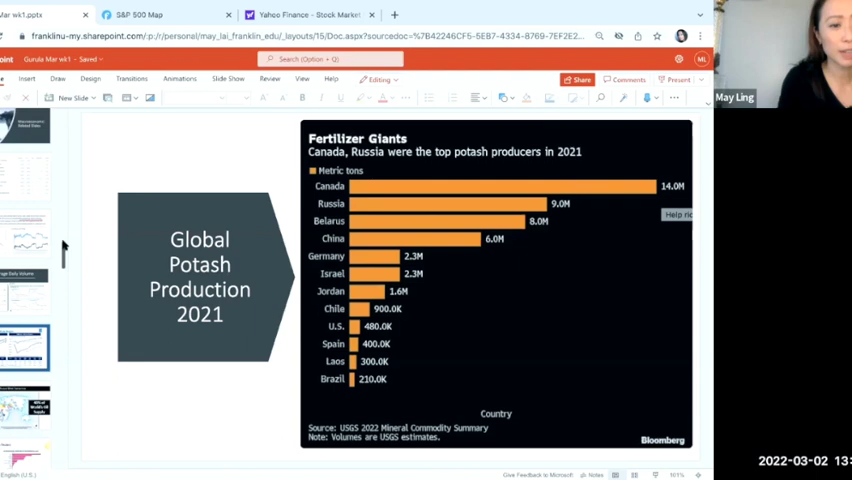 Mar wk1.pptx
S&P 500 Map
Yahoo Finance - Stock Market
franklinu-my.sharepoint.com/:p:/r/personal/may_lai_franklin_edu/_layouts/15/Doc.aspx?sourcedoc=%7B42246CF5-5EB7-4334-8769-7EF2E2...
Gurula Mar wk1 - Saved
Search (Option + Q)
ML
Insert Draw Design Transitions Animations Slide Show Review View Help Editing Share Comments Present
New Slide
May Ling
Global
Potash
Production
2021
Fertilizer Giants
Canada, Russia were the top potash producers in 2021
Metric tons
Canada 14.0M
Russia 9.0M
Belarus 8.0M
China 6.0M
Germany 2.3M
Israel 2.3M
Jordan 1.6M
Chile 900.0K
U.S. 480.0K
Spain 400.0K
Laos 300.0K
Brazil 210.0K
Country
Source: USGS 2022 Mineral Commodity Summary
Note: Volumes are USGS estimates.
Bloomberg
English (U.S.)
Give Feedback to Microsoft Notes 101%
2022-03-02 13: